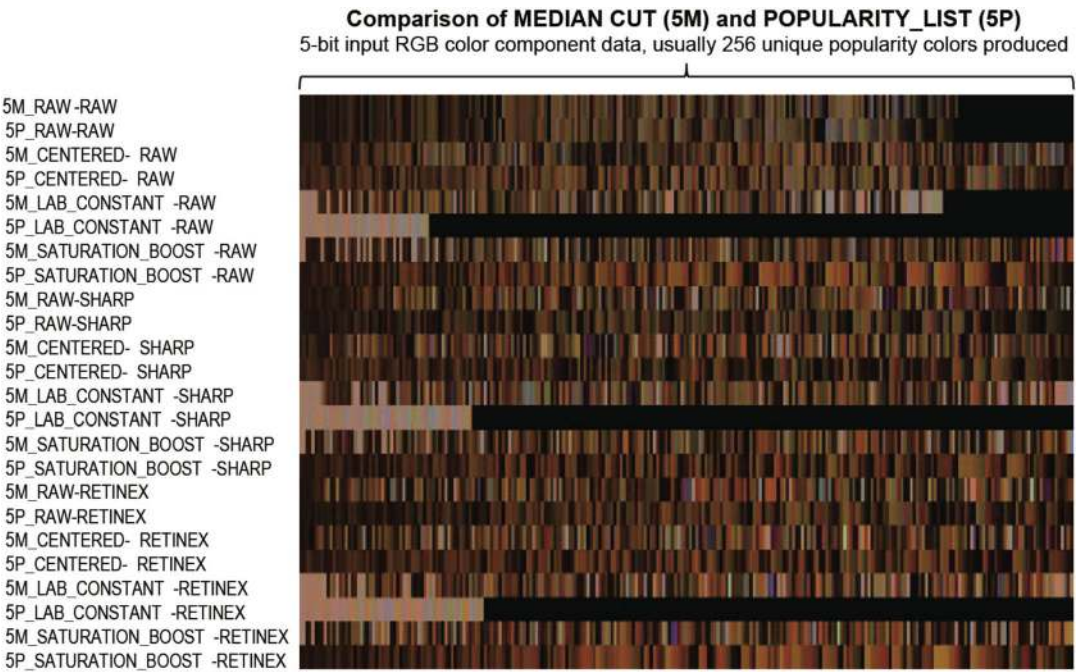 Comparison of MEDIAN CUT (5M) and POPULARITY_LIST (5P)
5-bit input RGB color component data, usually 256 unique popularity colors produced
5M_RAW-RAW
5P_RAW-RAW
5M_CENTERED- RAW
5P_CENTERED- RAW
5M_LAB_CONSTANT -RAW
5P_LAB_CONSTANT -RAW
5M_SATURATION_BOOST -RAW
5P_SATURATION_BOOST -RAW
5M_RAW-SHARP
5P_RAW-SHARP
5M_CENTERED- SHARP
5P_CENTERED- SHARP
5M_LAB_CONSTANT -SHARP
5P_LAB_CONSTANT -SHARP
5M_SATURATION_BOOST -SHARP
5P_SATURATION_BOOST -SHARP
5M_RAW-RETINEX
5P_RAW-RETINEX
5M_CENTERED- RETINEX
5P_CENTERED- RETINEX
5M_LAB_CONSTANT -RETINEX
5P_LAB_CONSTANT -RETINEX
5M_SATURATION_BOOST -RETINEX
5P_SATURATION_BOOST -RETINEX